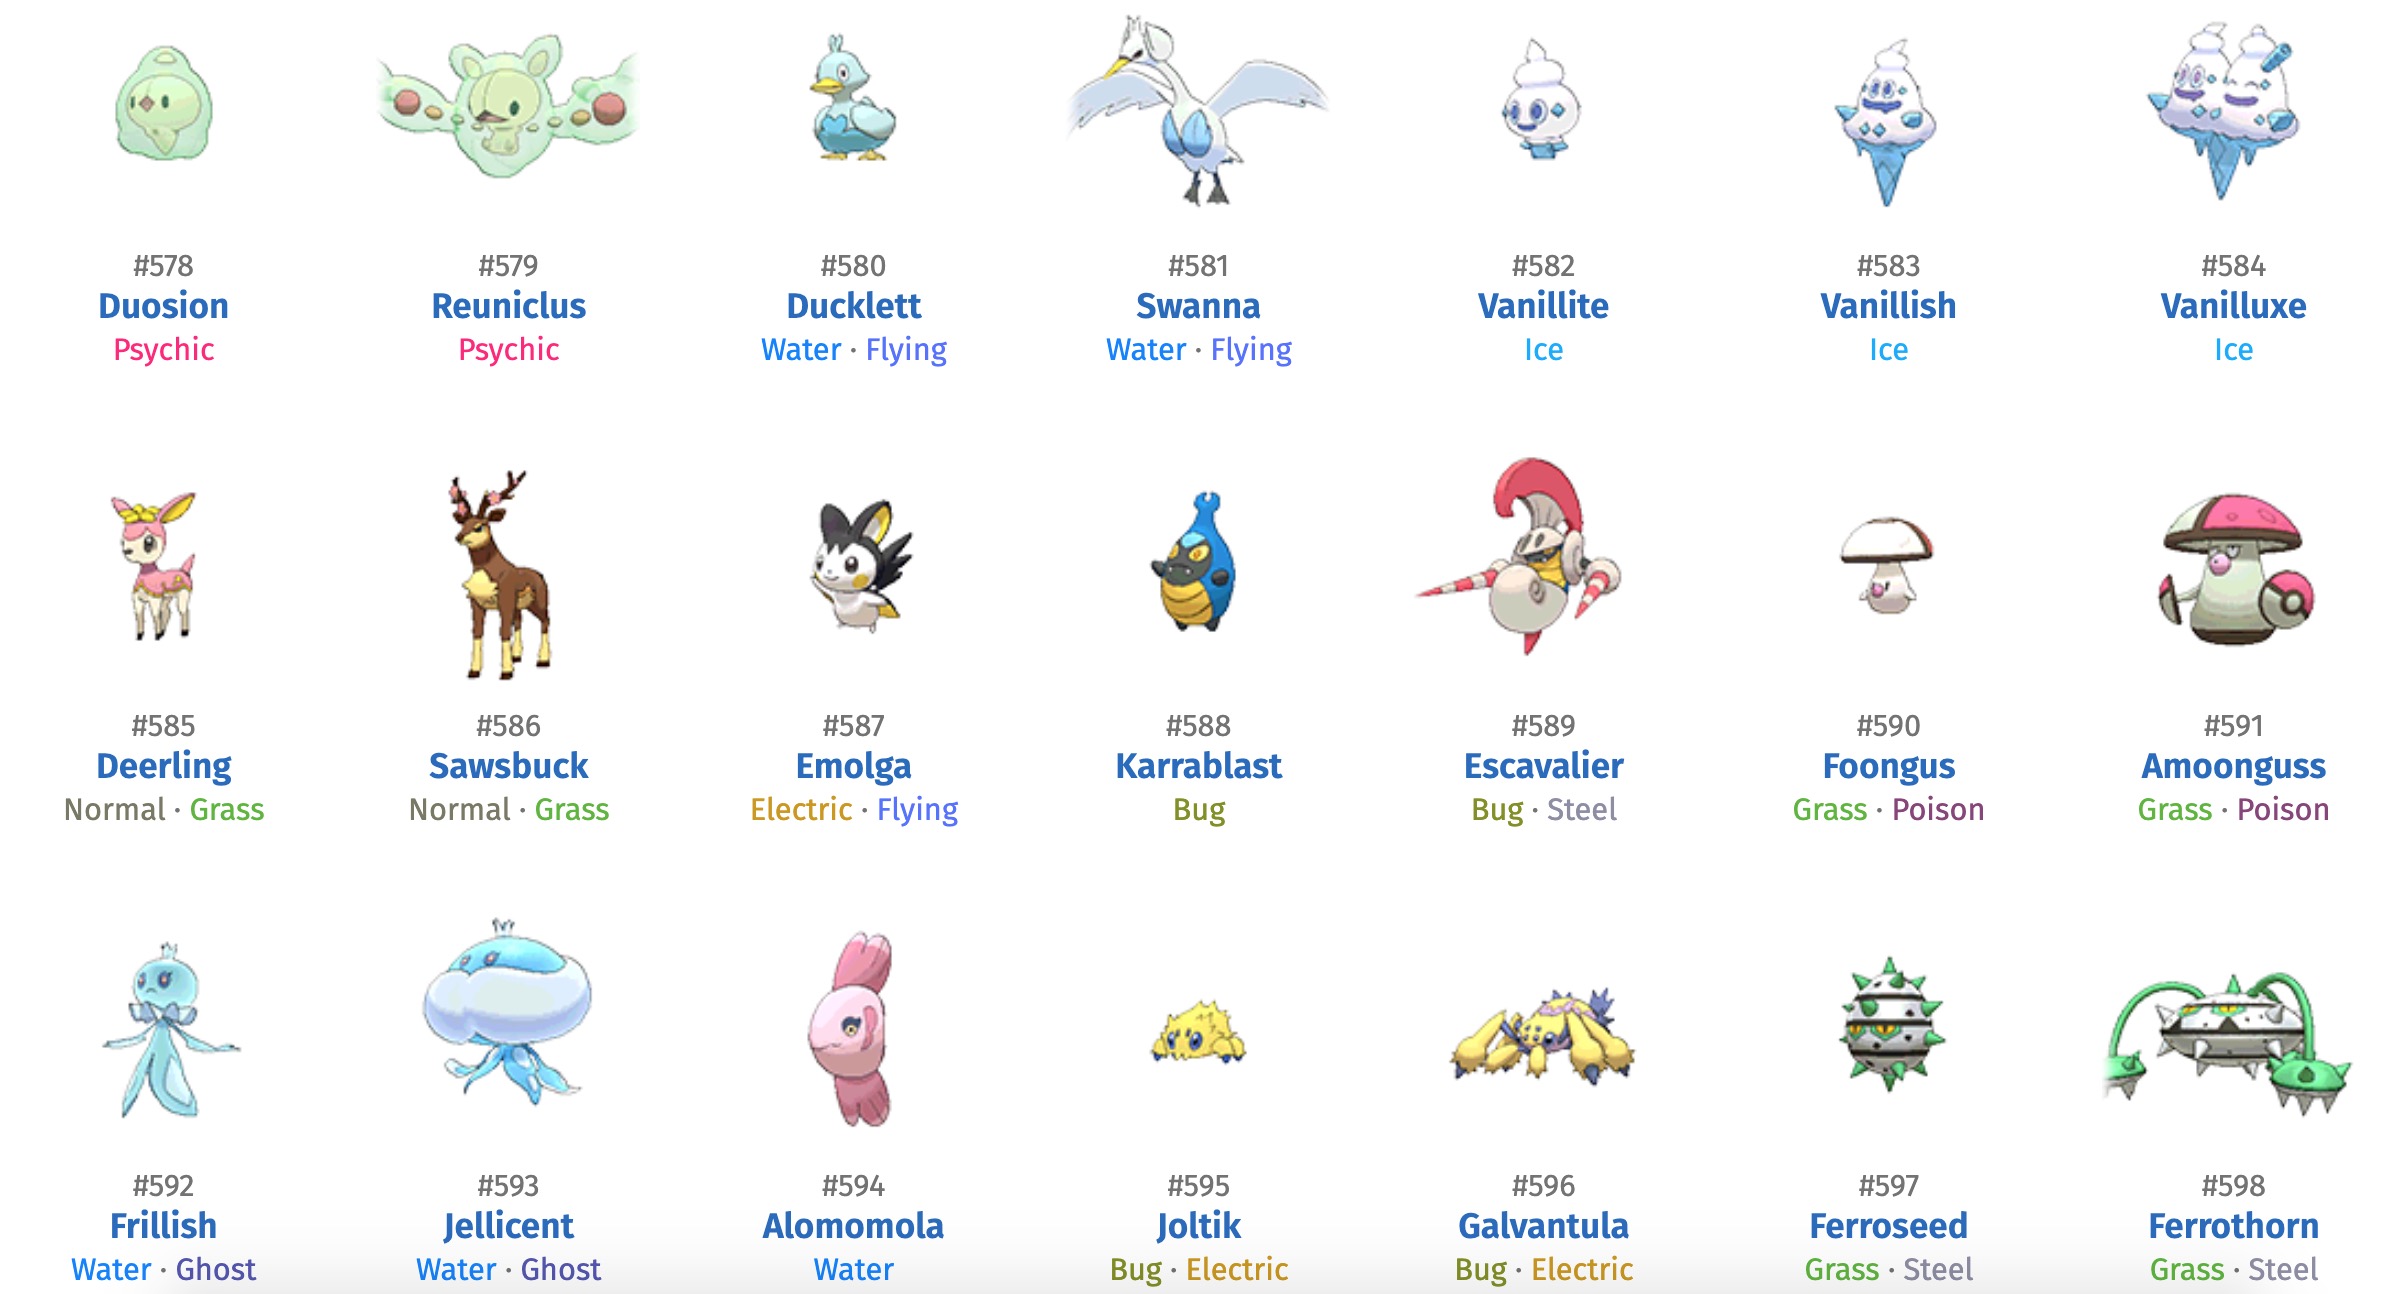 #578 #579 #580 #581 #582 #583 #584
Duosion Reuniclus Ducklett Swanna Vanillite Vanillish Vanilluxe
Psychic Psychic Water · Flying Water · Flying Ice Ice Ice
#585 #586 #587 #588 #589 #590 #591
Deerling Sawsbuck Emolga Karrablast Escavalier Foongus Amoonguss
Normal · Grass Normal · Grass Electric · Flying Bug Bug · Steel Grass · Poison Grass · Poison
#592 #593 #594 #595 #596 #597 #598
Frillish Jellicent Alomomola Joltik Galvantula Ferroseed Ferrothorn
Water · Ghost Water · Ghost Water Bug · Electric Bug · Electric Grass · Steel Grass · Steel